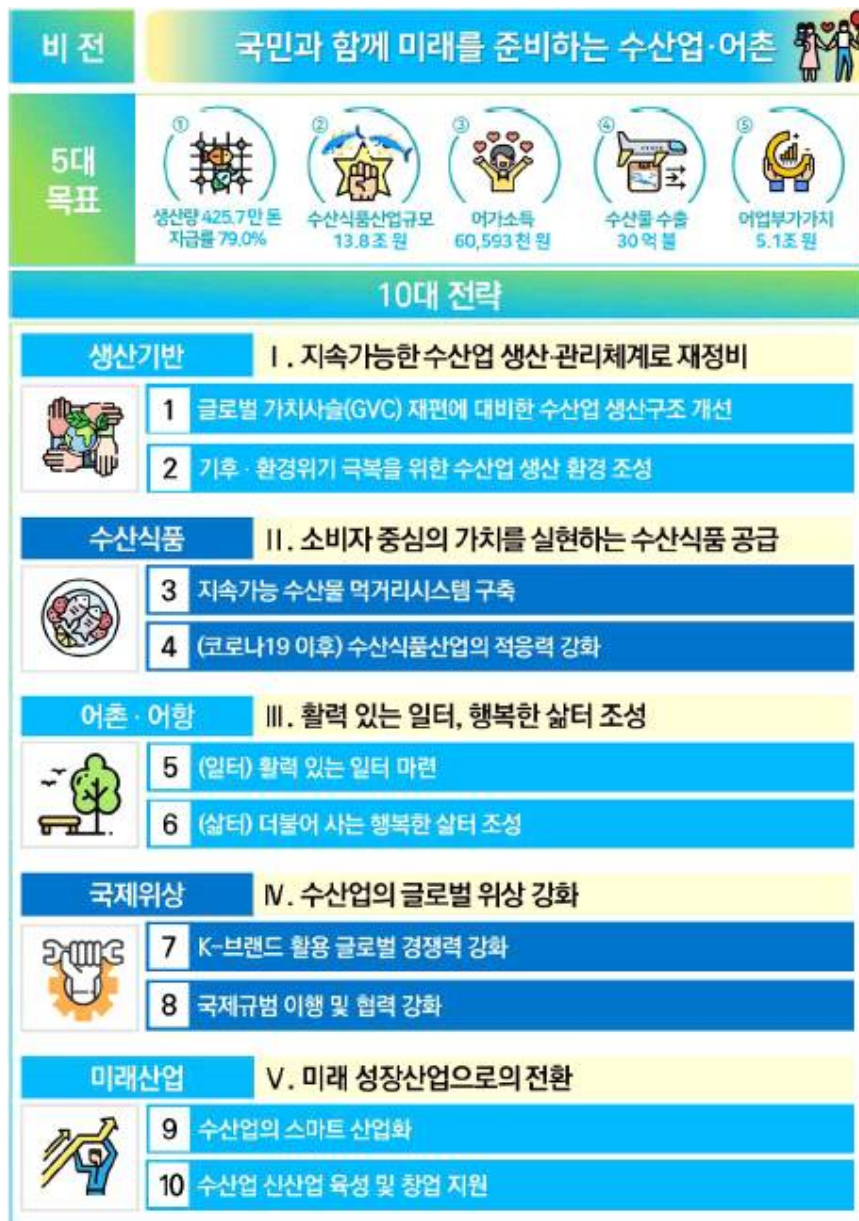 비 전
국민과 함께 미래를 준비하는 수산업·어촌
5대
목표
①
생산량 425.7만 톤
자급률 79.0%
②
수산식품산업규모
13.8조 원
③
어가소득
60,593천 원
④
수산물 수출
30억 불
⑤
어업부가가치
5.1조 원
10대 전략
생산기반
Ⅰ. 지속가능한 수산업 생산·관리체계로 재정비
1 글로벌 가치사슬(GVC) 재편에 대비한 수산업 생산구조 개선
2 기후·환경위기 극복을 위한 수산업 생산 환경 조성
수산식품
Ⅱ. 소비자 중심의 가치를 실현하는 수산식품 공급
3 지속가능 수산물 먹거리시스템 구축
4 (코로나19 이후) 수산식품산업의 적응력 강화
어촌·어항
Ⅲ. 활력 있는 일터, 행복한 삶터 조성
5 (일터) 활력 있는 일터 마련
6 (삶터) 더불어 사는 행복한 삶터 조성
국제위상
Ⅳ. 수산업의 글로벌 위상 강화
7 K-브랜드 활용 글로벌 경쟁력 강화
8 국제규범 이행 및 협력 강화
미래산업
Ⅴ. 미래 성장산업으로의 전환
9 수산업의 스마트 산업화
10 수산업 신산업 육성 및 창업 지원